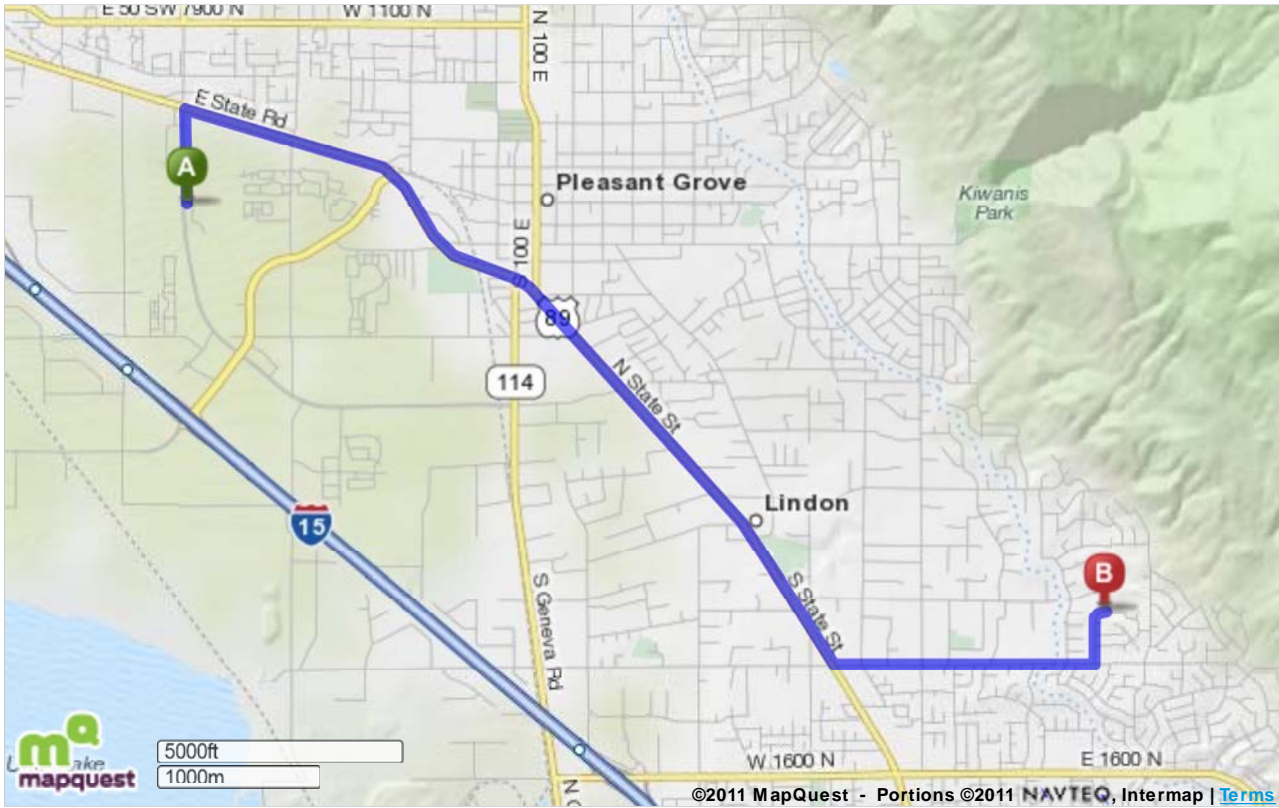 E 50 SW 7900 N
W 1100 N
N 100 E
E State Rd
A
Pleasant Grove
Kiwanis
Park
S 100 E
89
114
N State St
Lindon
15
B
S State St
S Geneva Rd
mapquest
5000ft
1000m
W 1600 N
E 1600 N
©2011 MapQuest - Portions ©2011 NAVTEQ, Intermap | Terms